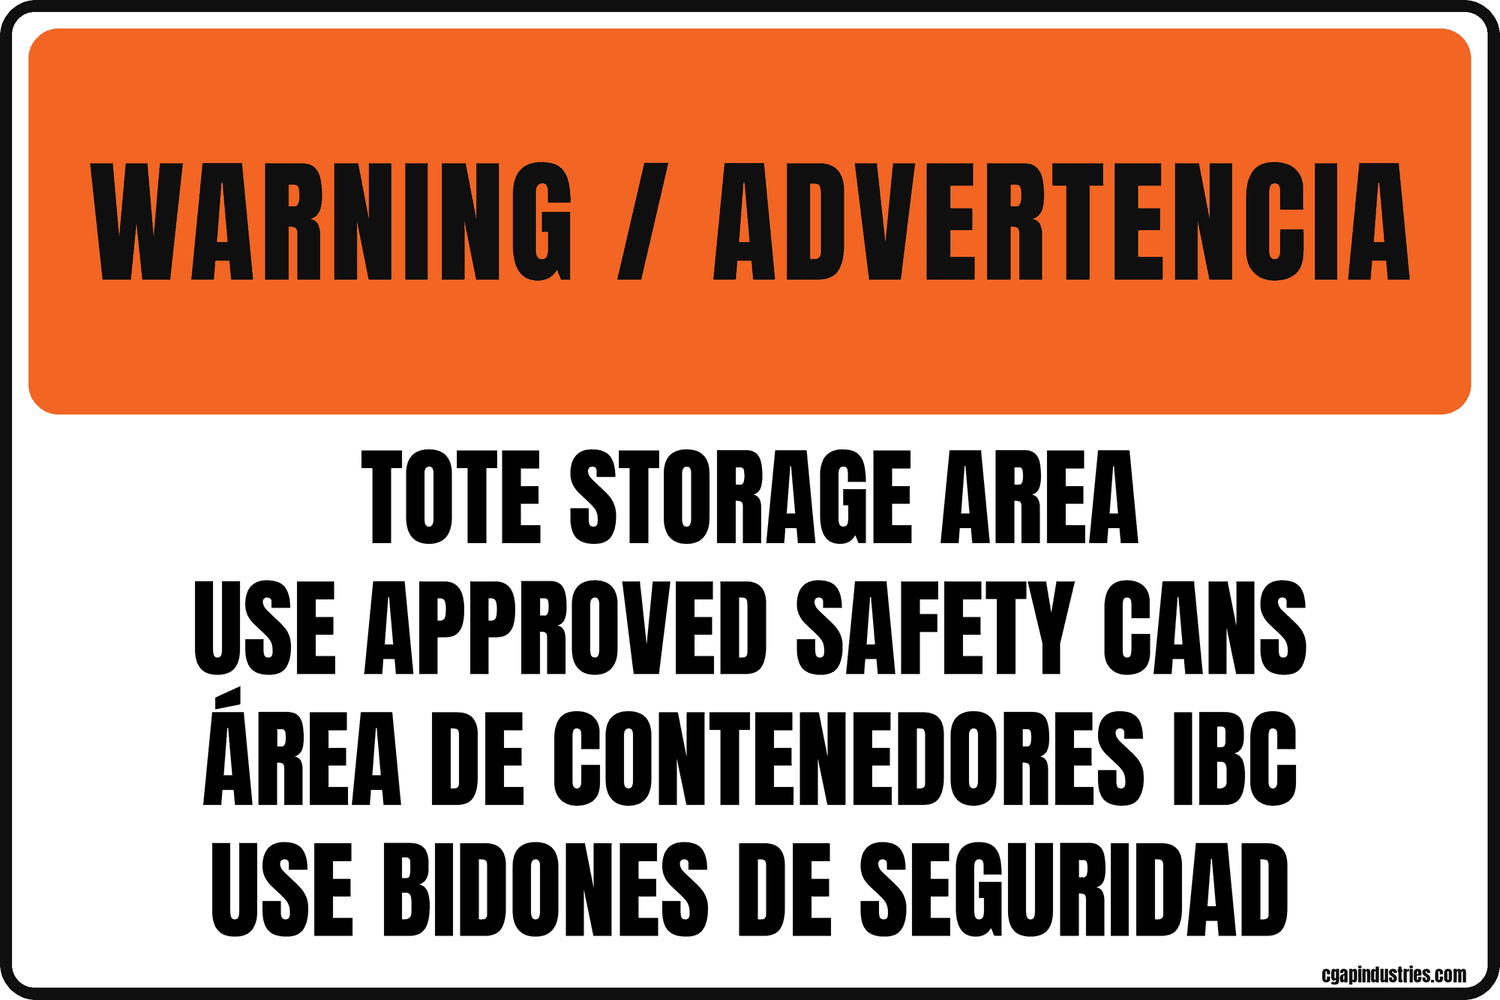 WARNING / ADVERTENCIA
TOTE STORAGE AREA
USE APPROVED SAFETY CANS
ÁREA DE CONTENEDORES IBC
USE BIDONES DE SEGURIDAD
cgapindustries.com